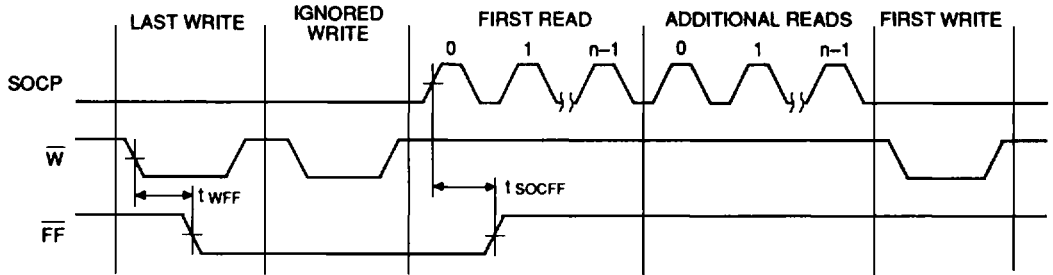 LAST WRITE
IGNORED
WRITE
FIRST READ
ADDITIONAL READS
FIRST WRITE
0 1 n-1 0 1 n-1
SOCP
W
t WFF
t SOCFF
FF